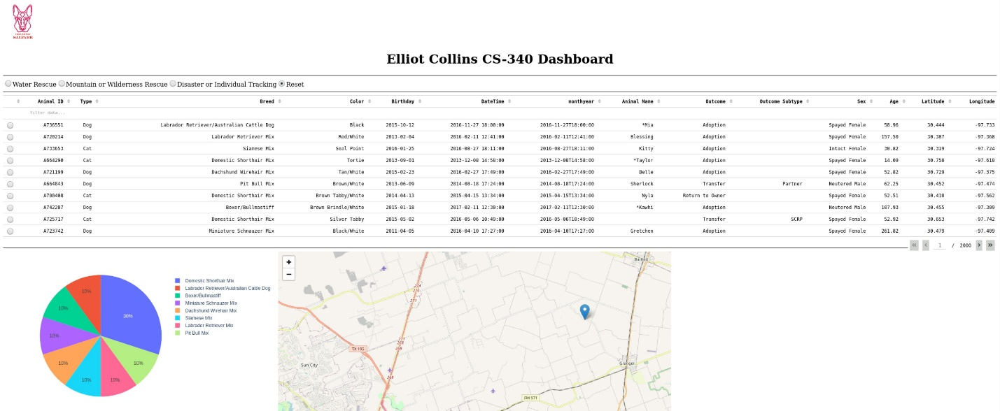 GRAZIOSO
SALVARE
Elliot Collins CS-340 Dashboard
Water Rescue Mountain or Wilderness Rescue Disaster or Individual Tracking Reset
Animal ID Type Breed Color Birthday DateTime monthyear Animal Name Outcome Outcome Subtype Sex Age Latitude Longitude
filter data...
A736551 Dog Labrador Retriever/Australian Cattle Dog Black 2015-10-12 2016-11-27 18:00:00 2016-11-27T18:00:00 *Mia Adoption Spayed Female 58.96 30.444 -97.733
A720214 Dog Labrador Retriever Mix Red/White 2013-02-04 2016-02-11 12:41:00 2016-02-11T12:41:00 Blessing Adoption Spayed Female 157.50 30.387 -97.368
A733653 Cat Siamese Mix Seal Point 2016-01-25 2016-08-27 18:11:00 2016-08-27T18:11:00 Kitty Adoption Intact Female 30.82 30.319 -97.724
A664290 Cat Domestic Shorthair Mix Tortie 2013-09-01 2013-12-08 14:58:00 2013-12-08T14:58:00 *Taylor Adoption Spayed Female 14.09 30.758 -97.618
A721199 Dog Dachshund Wirehair Mix Tan/White 2015-02-23 2016-02-27 17:49:00 2016-02-27T17:49:00 Belle Adoption Spayed Female 52.82 30.729 -97.375
A664843 Dog Pit Bull Mix Brown/White 2013-06-09 2014-08-18 17:24:00 2014-08-18T17:24:00 Sherlock Transfer Partner Neutered Male 62.25 30.452 -97.474
A700408 Cat Domestic Shorthair Mix Brown Tabby/White 2014-04-13 2015-04-15 13:34:00 2015-04-15T13:34:00 Nyla Return to Owner Spayed Female 52.51 30.410 -97.562
A742287 Dog Boxer/Bullmastiff Brown Brindle/White 2015-01-18 2017-02-11 12:30:00 2017-02-11T12:30:00 *Kawhi Adoption Neutered Male 107.93 30.455 -97.309
A725717 Cat Domestic Shorthair Mix Silver Tabby 2015-05-02 2016-05-06 10:49:00 2016-05-06T10:49:00 Transfer SCRP Spayed Female 52.92 30.653 -97.742
A723742 Dog Miniature Schnauzer Mix Black/White 2011-04-05 2016-04-10 17:27:00 2016-04-10T17:27:00 Gretchen Adoption Spayed Female 261.82 30.479 -97.409
« ‹ 1 / 2000 › »
30%
10%
10%
10%
10%
10%
10%
10%
Domestic Shorthair Mix
Labrador Retriever/Australian Cattle Dog
Boxer/Bullmastiff
Miniature Schnauzer Mix
Dachshund Wirehair Mix
Siamese Mix
Labrador Retriever Mix
Pit Bull Mix
+
−
Bartlett
274
270
271
271
268
268
TX 195
Sun City
Granger
268
FM 971